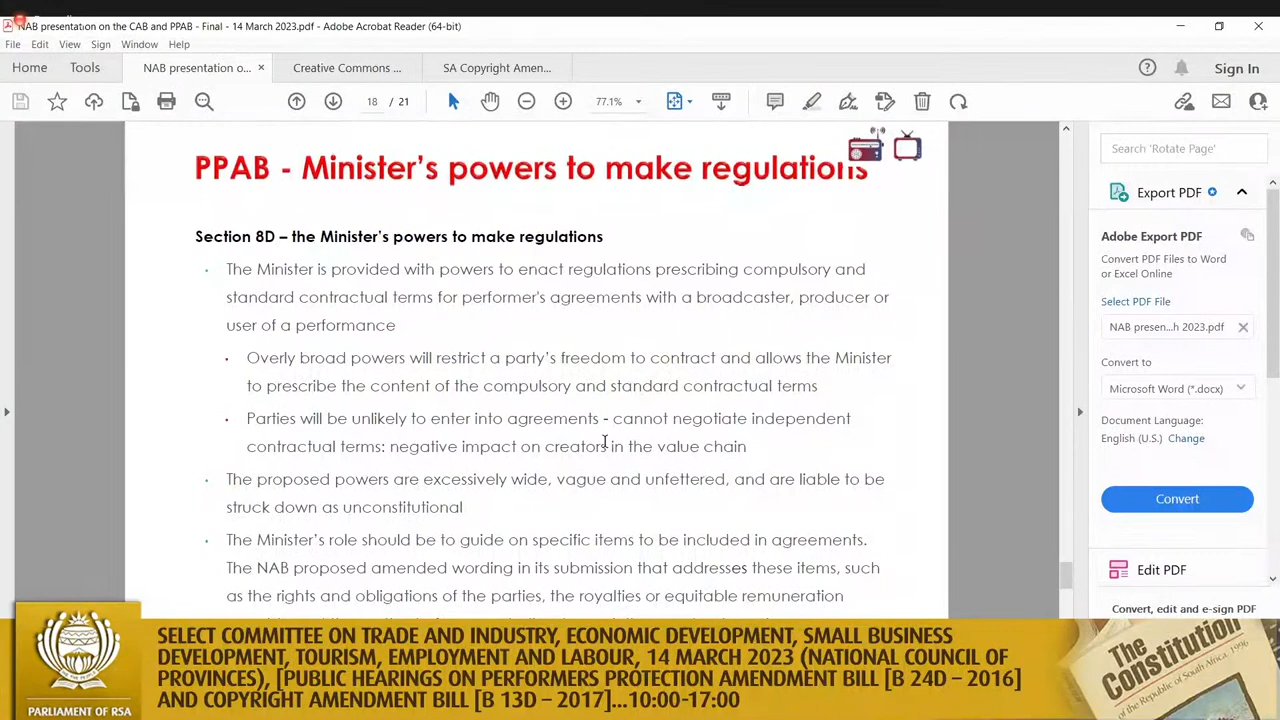 NAB presentation on the CAB and PPAB - Final - 14 March 2023.pdf - Adobe Acrobat Reader (64-bit)
File Edit View Sign Window Help
Home Tools NAB presentation o... × Creative Commons ... SA Copyright Amen... Sign In
18 / 21 77.1%
PPAB - Minister's powers to make regulations
Section 8D – the Minister's powers to make regulations
The Minister is provided with powers to enact regulations prescribing compulsory and
standard contractual terms for performer's agreements with a broadcaster, producer or
user of a performance
Overly broad powers will restrict a party's freedom to contract and allows the Minister
to prescribe the content of the compulsory and standard contractual terms
Parties will be unlikely to enter into agreements - cannot negotiate independent
contractual terms: negative impact on creators in the value chain
The proposed powers are excessively wide, vague and unfettered, and are liable to be
struck down as unconstitutional
The Minister's role should be to guide on specific items to be included in agreements.
The NAB proposed amended wording in its submission that addresses these items, such
as the rights and obligations of the parties, the royalties or equitable remuneration
Search 'Rotate Page'
Export PDF
Adobe Export PDF
Convert PDF Files to Word
or Excel Online
Select PDF File
NAB presen...h 2023.pdf
Convert to
Microsoft Word (*.docx)
Document Language:
English (U.S.) Change
Convert
Edit PDF
Convert, edit and e-sign PDF
SELECT COMMITTEE ON TRADE AND INDUSTRY, ECONOMIC DEVELOPMENT, SMALL BUSINESS
DEVELOPMENT, TOURISM, EMPLOYMENT AND LABOUR, 14 MARCH 2023 (NATIONAL COUNCIL OF
PROVINCES), [PUBLIC HEARINGS ON PERFORMERS PROTECTION AMENDMENT BILL [B 24D – 2016]
AND COPYRIGHT AMENDMENT BILL [B 13D – 2017]...10:00-17:00
PARLIAMENT OF RSA
The
Constitution
of the Republic of South Africa, 1996